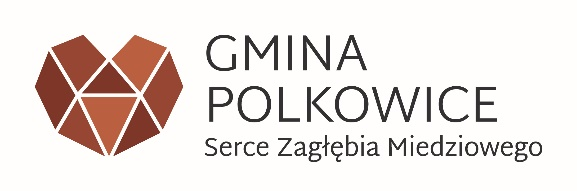 GMINA
POLKOWICE
Serce Zagłębia Miedziowego